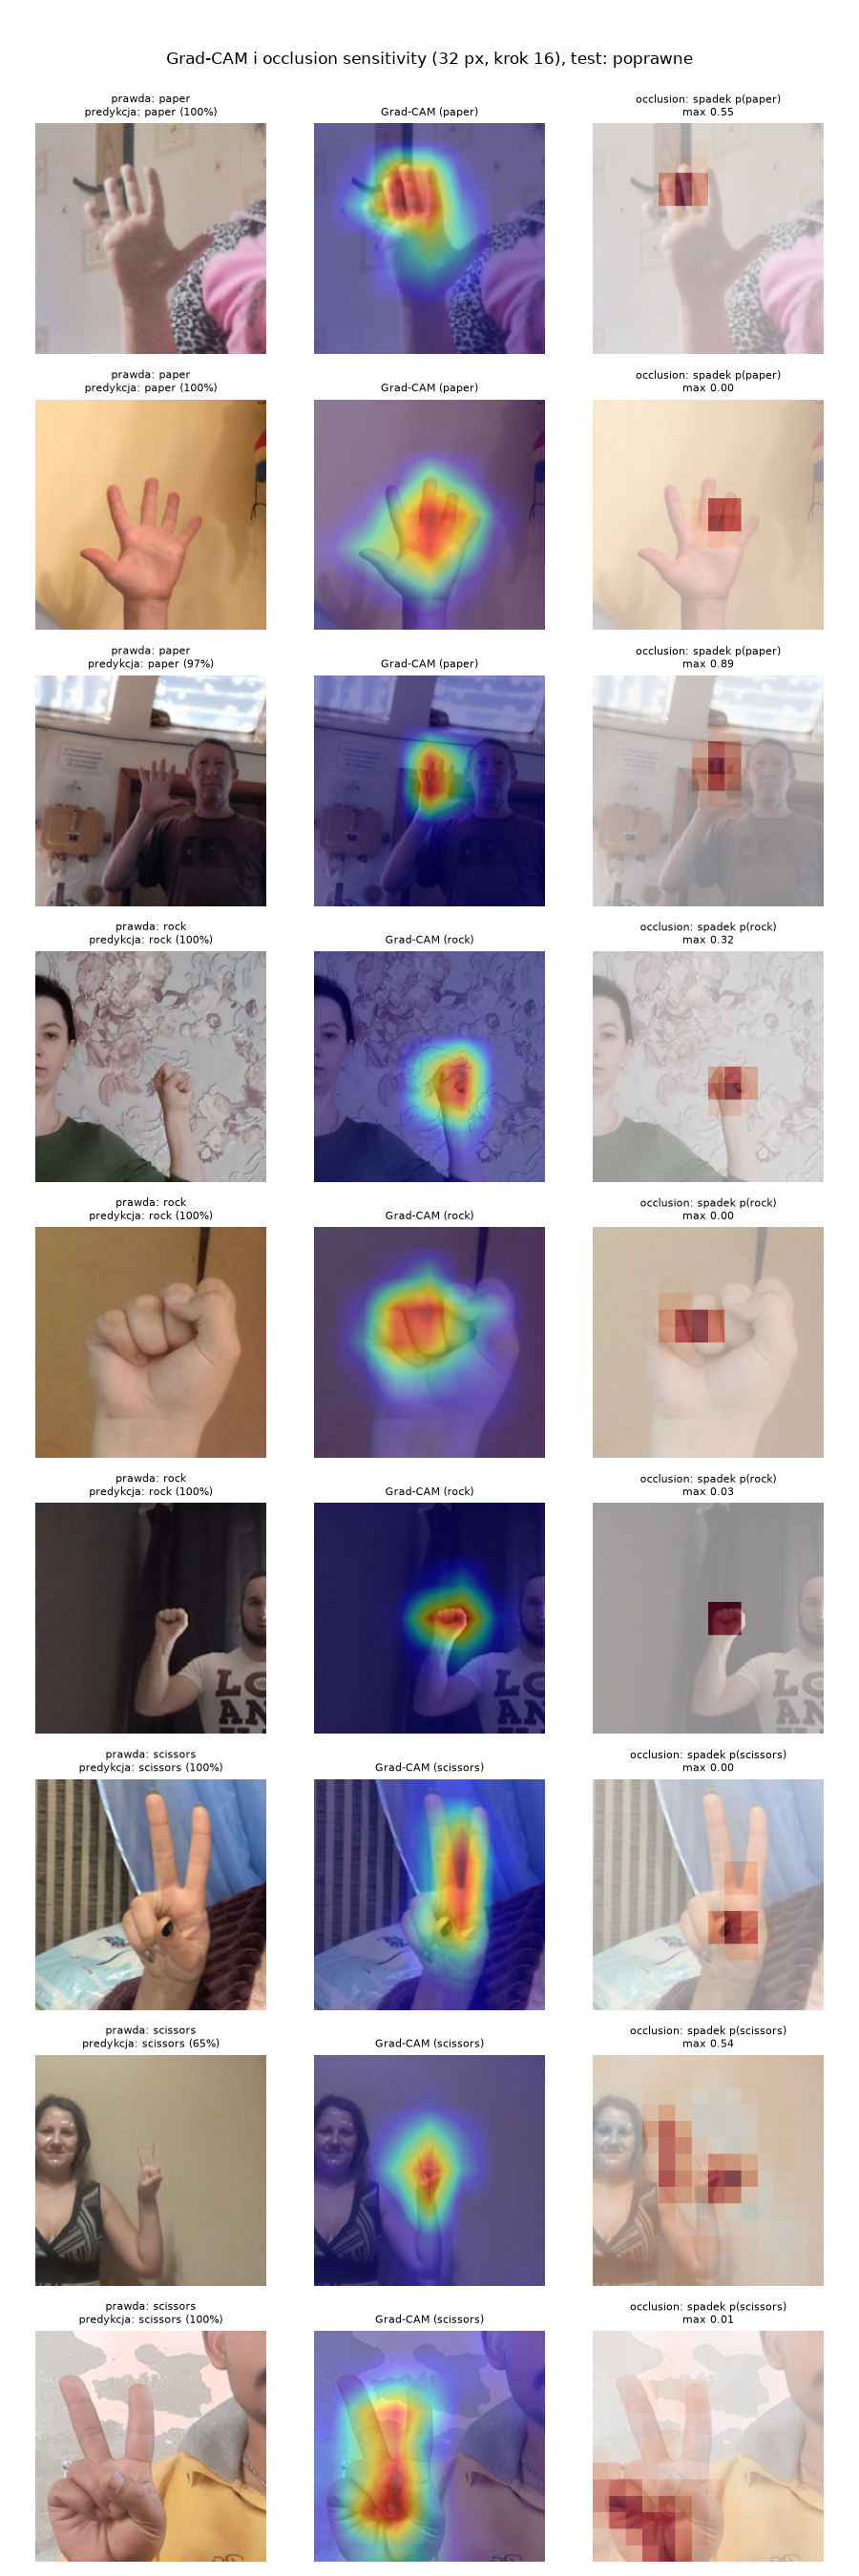 Grad-CAM i occlusion sensitivity (32 px, krok 16), test: poprawne
prawda: paper
predykcja: paper (100%)
Grad-CAM (paper)
occlusion: spadek p(paper)
max 0.55
prawda: paper
predykcja: paper (100%)
Grad-CAM (paper)
occlusion: spadek p(paper)
max 0.00
prawda: paper
predykcja: paper (97%)
Grad-CAM (paper)
occlusion: spadek p(paper)
max 0.89
prawda: rock
predykcja: rock (100%)
Grad-CAM (rock)
occlusion: spadek p(rock)
max 0.32
prawda: rock
predykcja: rock (100%)
Grad-CAM (rock)
occlusion: spadek p(rock)
max 0.00
prawda: rock
predykcja: rock (100%)
Grad-CAM (rock)
occlusion: spadek p(rock)
max 0.03
LO
AN
LO
AN
LO
AN
prawda: scissors
predykcja: scissors (100%)
Grad-CAM (scissors)
occlusion: spadek p(scissors)
max 0.00
prawda: scissors
predykcja: scissors (65%)
Grad-CAM (scissors)
occlusion: spadek p(scissors)
max 0.54
prawda: scissors
predykcja: scissors (100%)
Grad-CAM (scissors)
occlusion: spadek p(scissors)
max 0.01